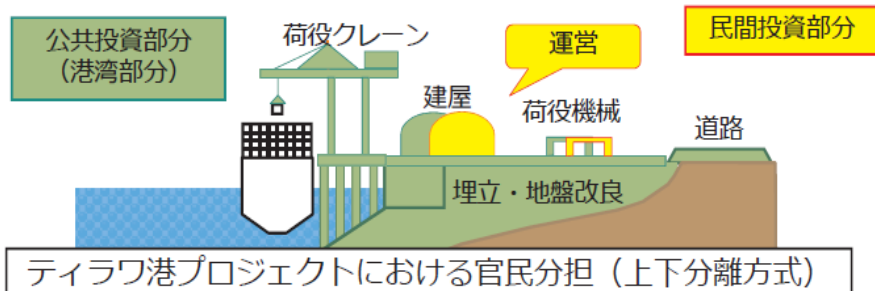 公共投資部分
（港湾部分）
荷役クレーン
運営
民間投資部分
建屋
荷役機械
道路
埋立・地盤改良
ティラワ港プロジェクトにおける官民分担（上下分離方式）